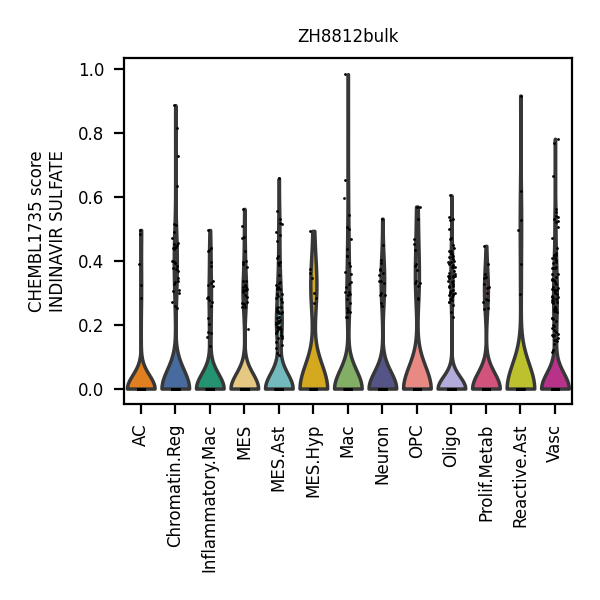 ZH8812bulk
CHEMBL1735 score
INDINAVIR SULFATE
1.0
0.8
0.6
0.4
0.2
0.0
AC
Chromatin.Reg
Inflammatory.Mac
MES
MES.Ast
MES.Hyp
Mac
Neuron
OPC
Oligo
Prolif.Metab
Reactive.Ast
Vasc